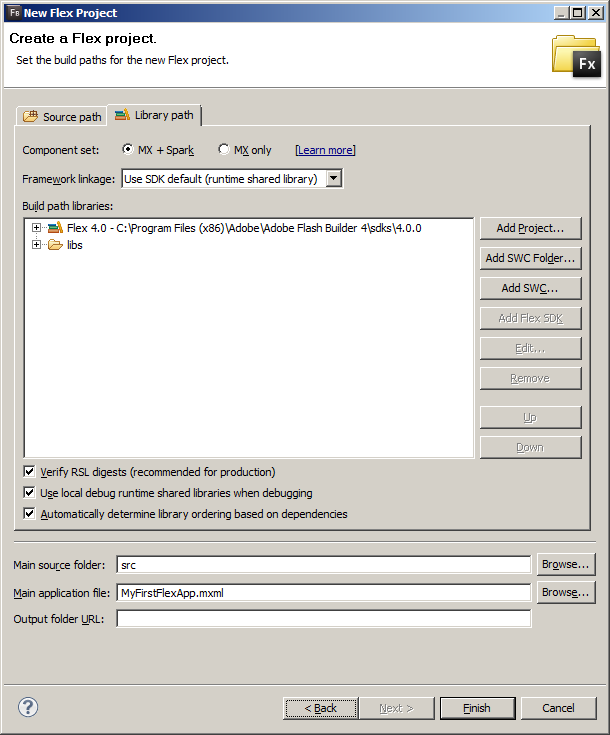 New Flex Project
Create a Flex project.
Set the build paths for the new Flex project.
Fx
Source path
Library path
Component set: MX + Spark MX only [Learn more]
Framework linkage: Use SDK default (runtime shared library)
Build path libraries:
Flex 4.0 - C:\Program Files (x86)\Adobe\Adobe Flash Builder 4\sdks\4.0.0
libs
Add Project...
Add SWC Folder...
Add SWC...
Add Flex SDK
Edit...
Remove
Up
Down
Verify RSL digests (recommended for production)
Use local debug runtime shared libraries when debugging
Automatically determine library ordering based on dependencies
Main source folder: src Browse...
Main application file: MyFirstFlexApp.mxml Browse...
Output folder URL:
? < Back Next > Finish Cancel